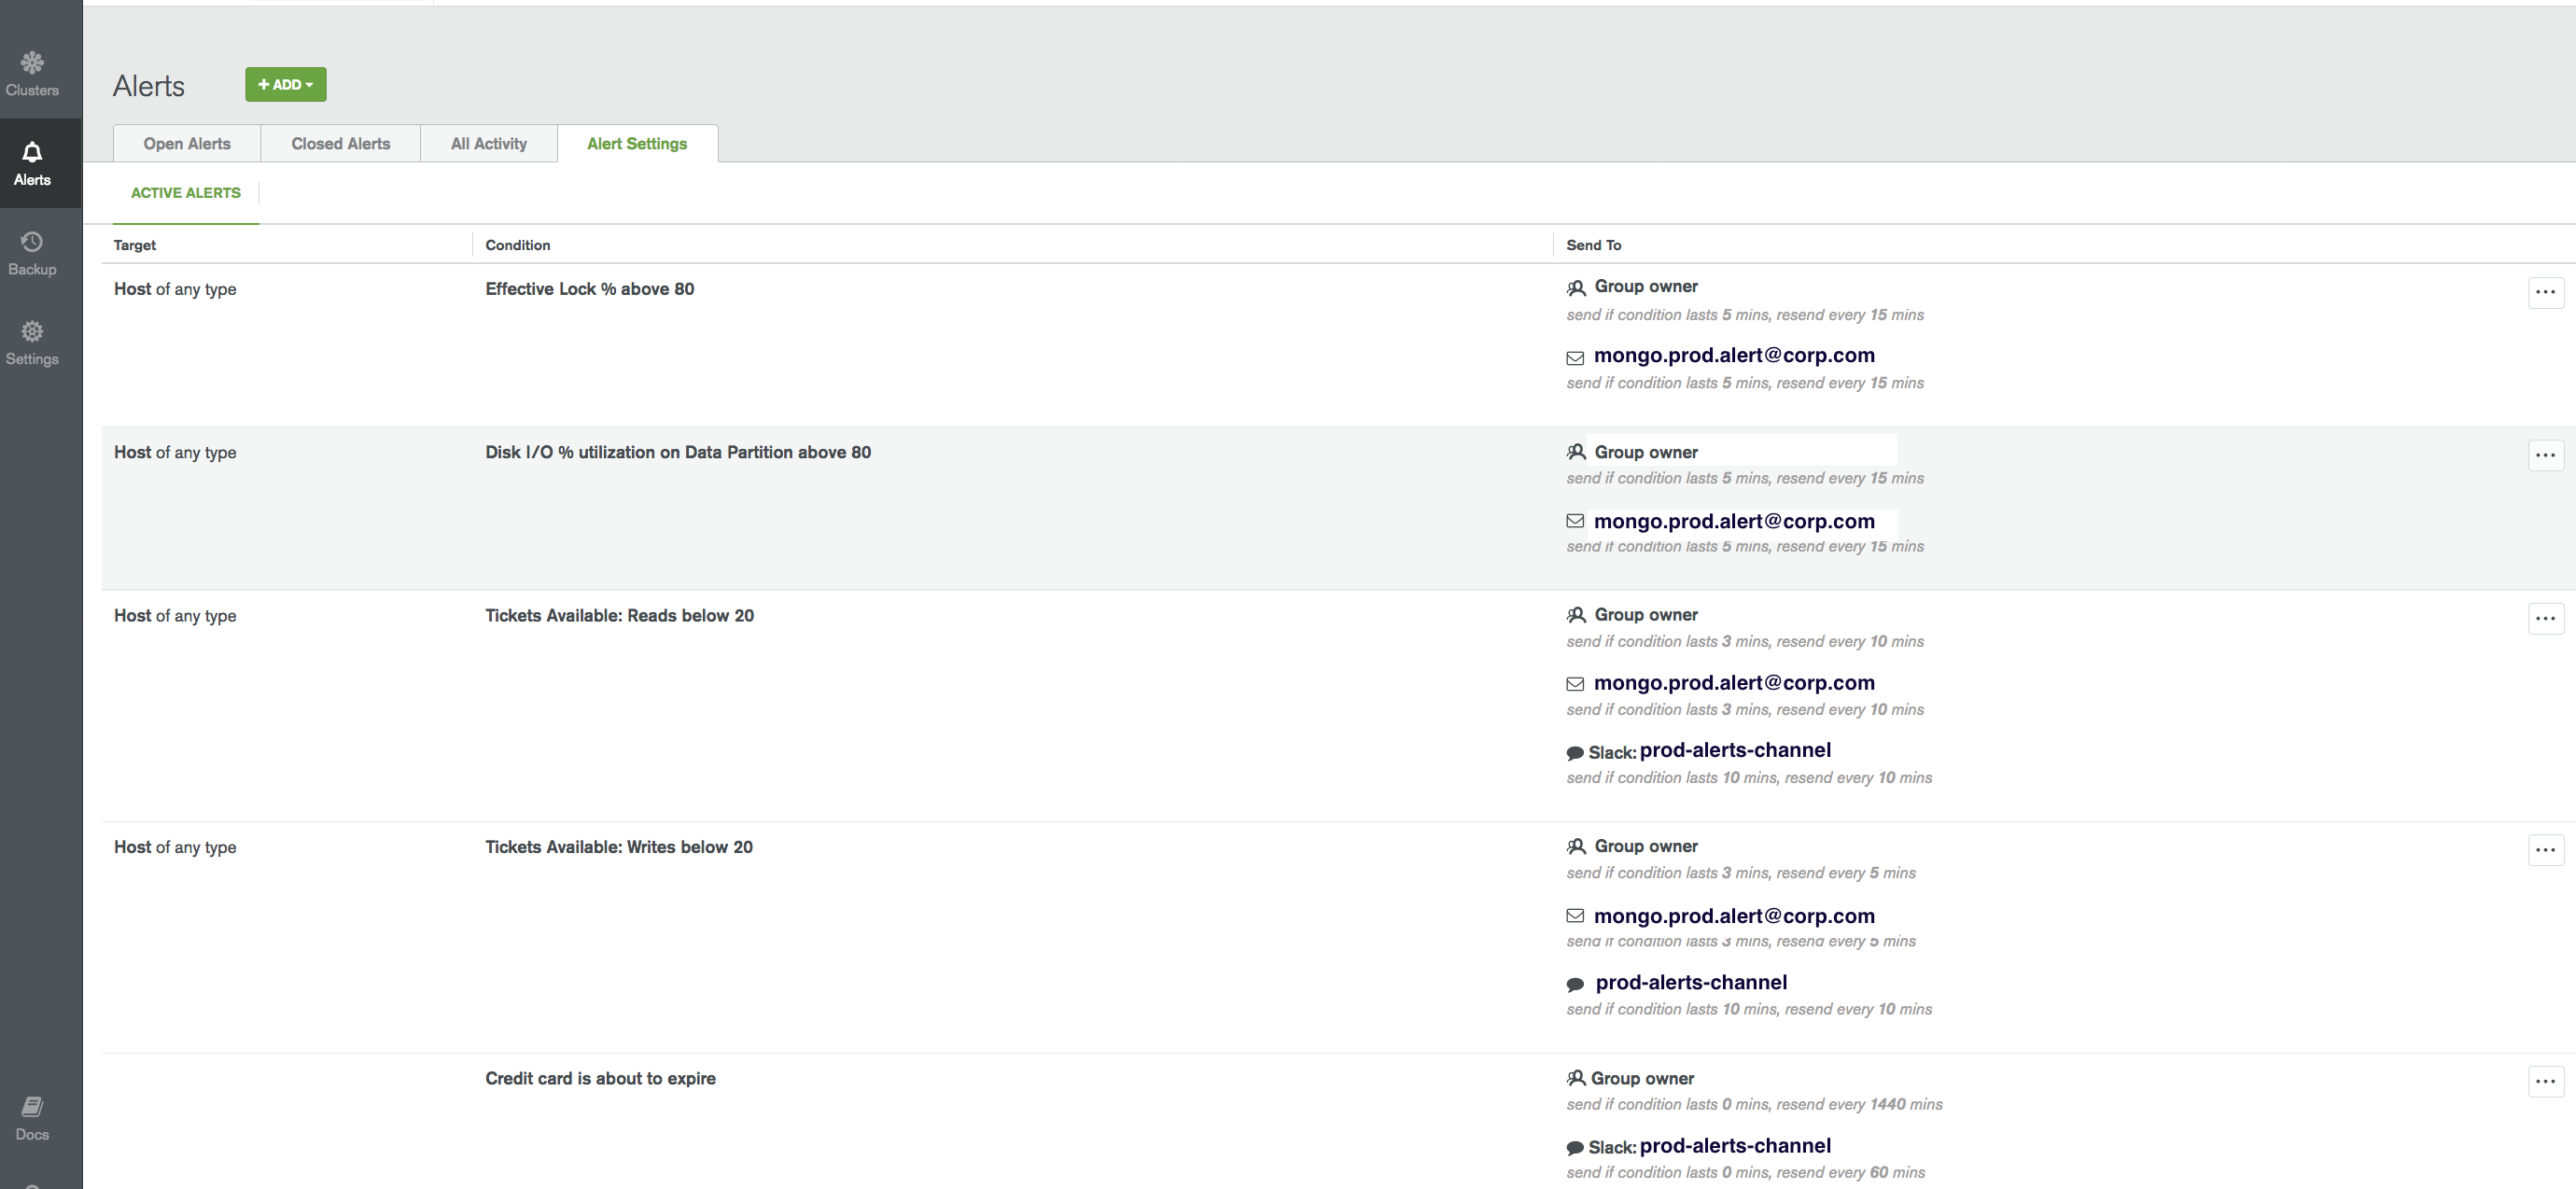 Clusters
Alerts
Backup
Settings
Docs
Alerts
+ ADD
Open Alerts
Closed Alerts
All Activity
Alert Settings
ACTIVE ALERTS
Target
Condition
Send To
Host of any type
Effective Lock % above 80
Group owner
send if condition lasts 5 mins, resend every 15 mins
mongo.prod.alert@corp.com
send if condition lasts 5 mins, resend every 15 mins
Host of any type
Disk I/O % utilization on Data Partition above 80
Group owner
send if condition lasts 5 mins, resend every 15 mins
mongo.prod.alert@corp.com
send if condition lasts 5 mins, resend every 15 mins
Host of any type
Tickets Available: Reads below 20
Group owner
send if condition lasts 3 mins, resend every 10 mins
mongo.prod.alert@corp.com
send if condition lasts 3 mins, resend every 10 mins
Slack: prod-alerts-channel
send if condition lasts 10 mins, resend every 10 mins
Host of any type
Tickets Available: Writes below 20
Group owner
send if condition lasts 3 mins, resend every 5 mins
mongo.prod.alert@corp.com
send if condition lasts 3 mins, resend every 5 mins
prod-alerts-channel
send if condition lasts 10 mins, resend every 10 mins
Credit card is about to expire
Group owner
send if condition lasts 0 mins, resend every 1440 mins
Slack: prod-alerts-channel
send if condition lasts 0 mins, resend every 60 mins